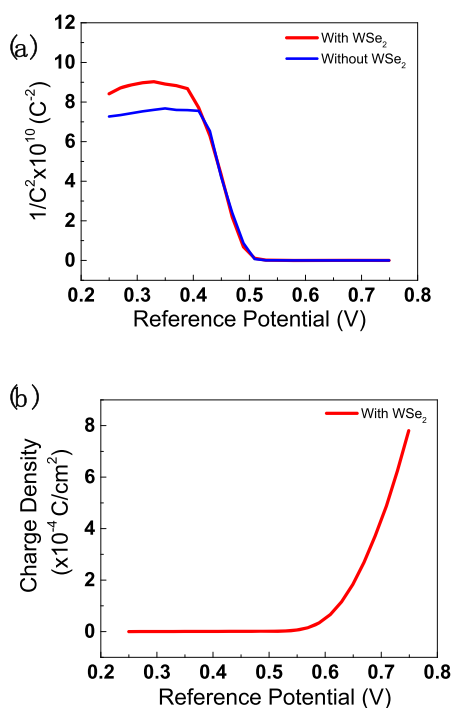 (a)
12
10
8
6
4
2
0
1/C²x10¹⁰ (C⁻²)
With WSe₂
Without WSe₂
0.2 0.3 0.4 0.5 0.6 0.7 0.8
Reference Potential (V)
(b)
8
6
4
2
0
Charge Density
(x10⁻⁴ C/cm²)
With WSe₂
0.2 0.3 0.4 0.5 0.6 0.7 0.8
Reference Potential (V)